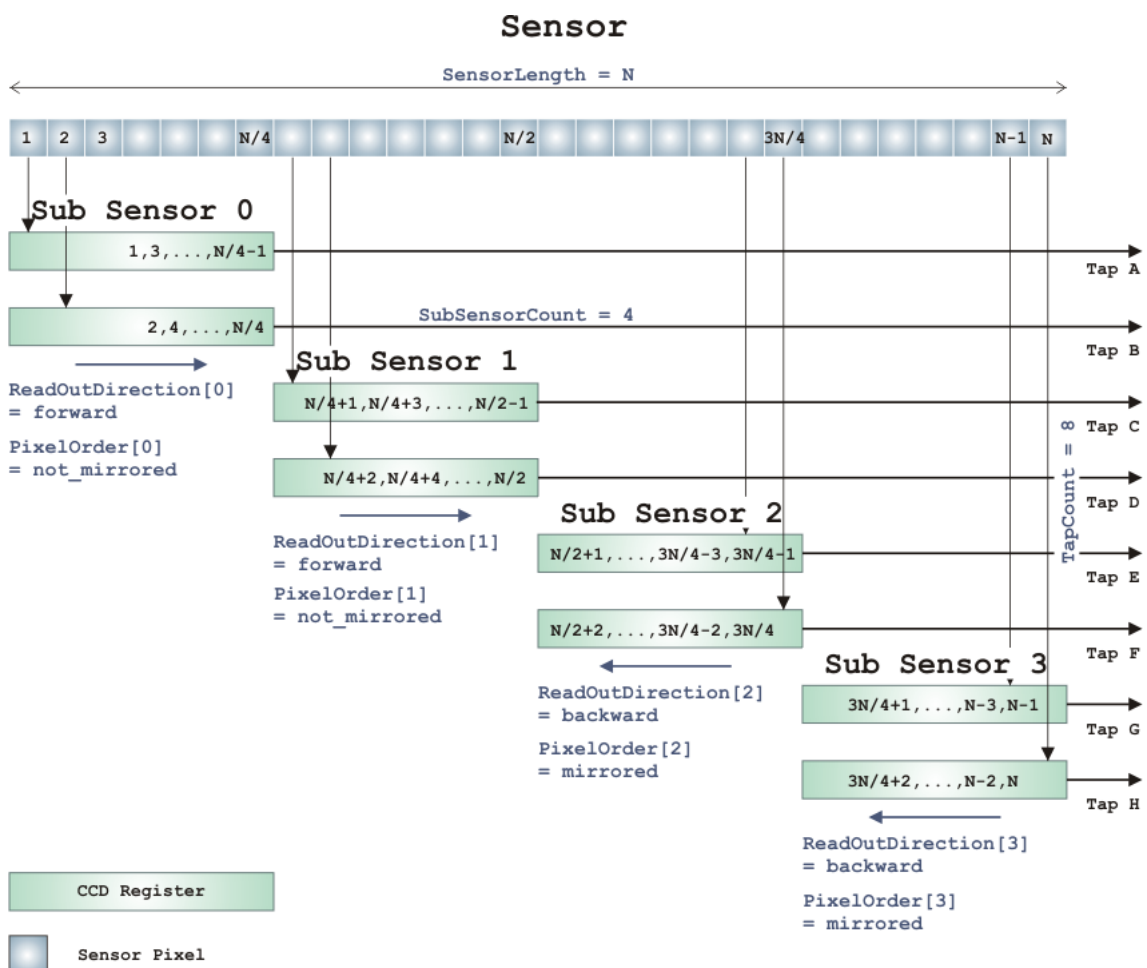 Sensor
SensorLength = N
1 2 3 N/4 N/2 3N/4 N-1 N
Sub Sensor 0
1,3,...,N/4-1
Tap A
2,4,...,N/4
SubSensorCount = 4
Tap B
ReadOutDirection[0]
= forward
PixelOrder[0]
= not_mirrored
Sub Sensor 1
N/4+1,N/4+3,...,N/2-1
Tap C
N/4+2,N/4+4,...,N/2
Tap D
TapCount = 8
ReadOutDirection[1]
= forward
PixelOrder[1]
= not_mirrored
Sub Sensor 2
N/2+1,...,3N/4-3,3N/4-1
Tap E
N/2+2,...,3N/4-2,3N/4
Tap F
ReadOutDirection[2]
= backward
PixelOrder[2]
= mirrored
Sub Sensor 3
3N/4+1,...,N-3,N-1
Tap G
3N/4+2,...,N-2,N
Tap H
ReadOutDirection[3]
= backward
PixelOrder[3]
= mirrored
CCD Register
Sensor Pixel